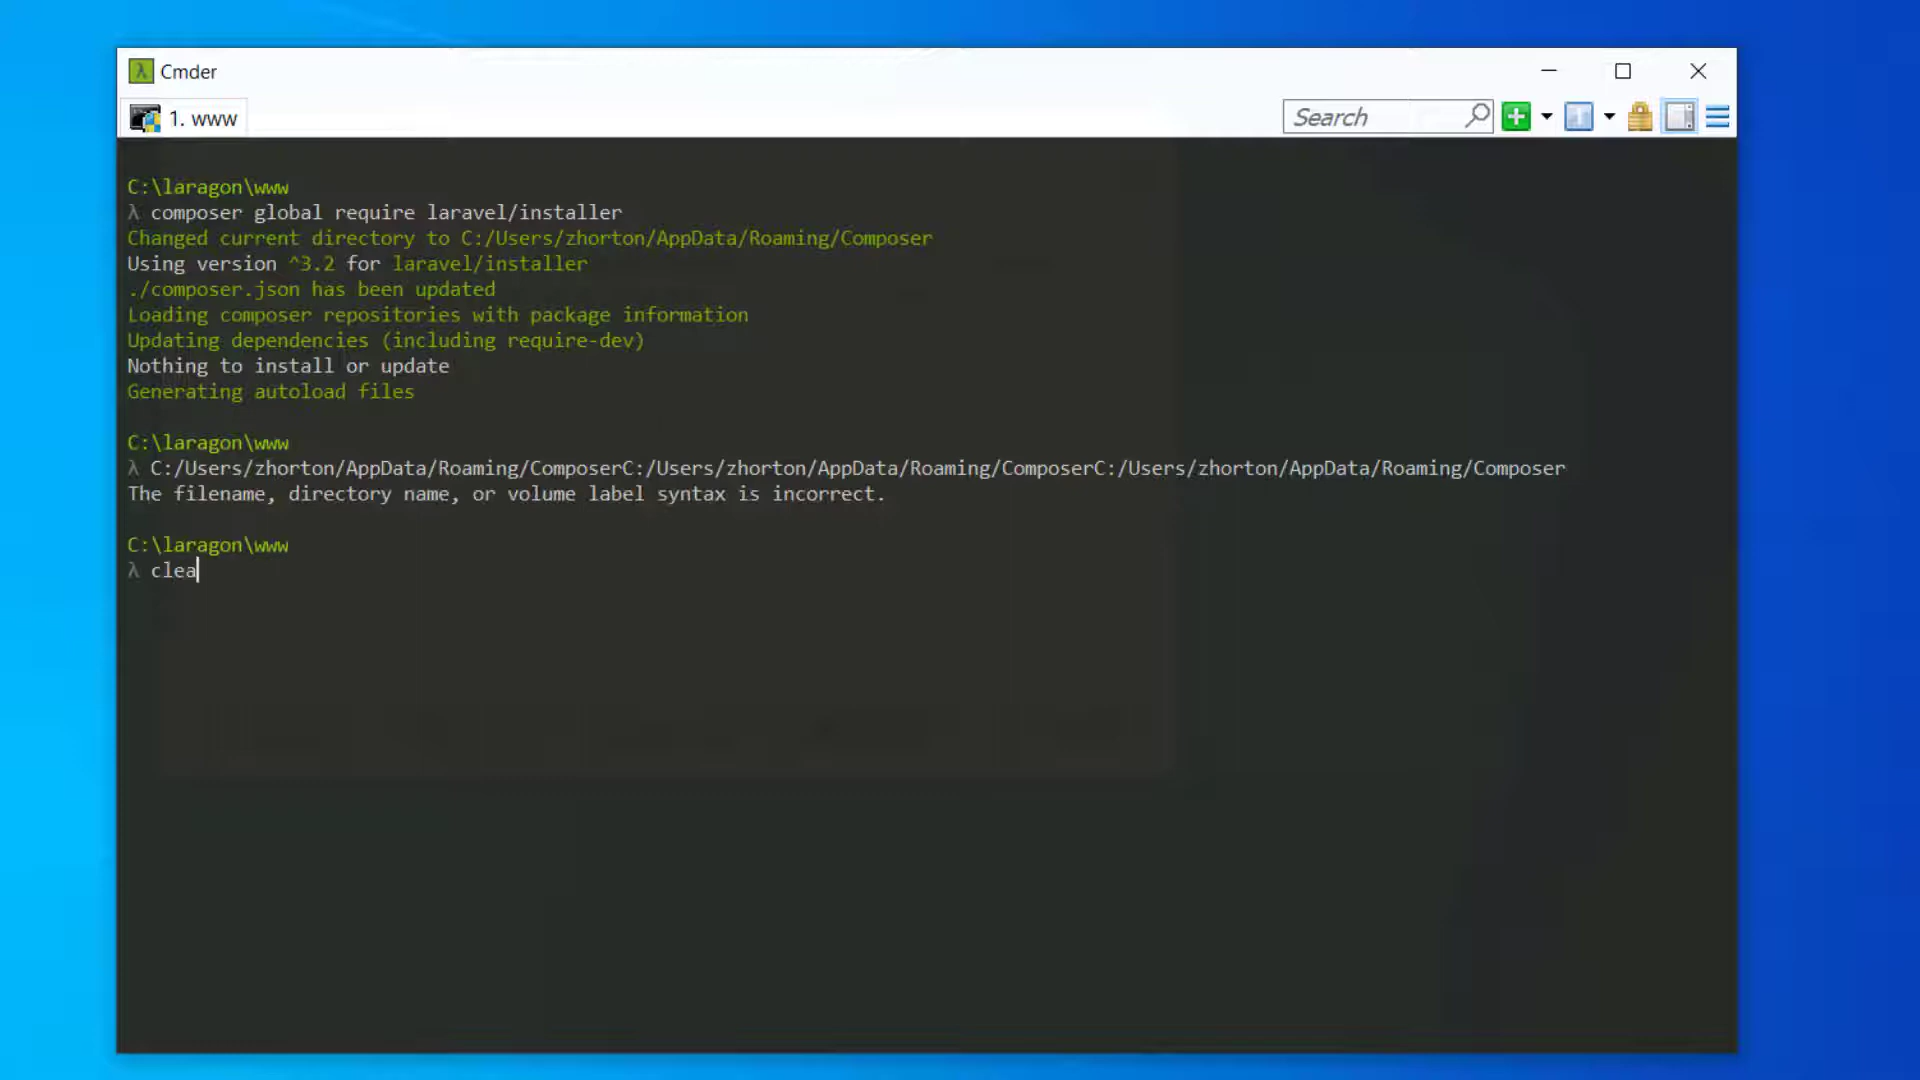 Cmder
1. www
Search
C:\laragon\www
λ composer global require laravel/installer
Changed current directory to C:/Users/zhorton/AppData/Roaming/Composer
Using version ^3.2 for laravel/installer
./composer.json has been updated
Loading composer repositories with package information
Updating dependencies (including require-dev)
Nothing to install or update
Generating autoload files
C:\laragon\www
λ C:/Users/zhorton/AppData/Roaming/ComposerC:/Users/zhorton/AppData/Roaming/ComposerC:/Users/zhorton/AppData/Roaming/Composer
The filename, directory name, or volume label syntax is incorrect.
C:\laragon\www
λ clea